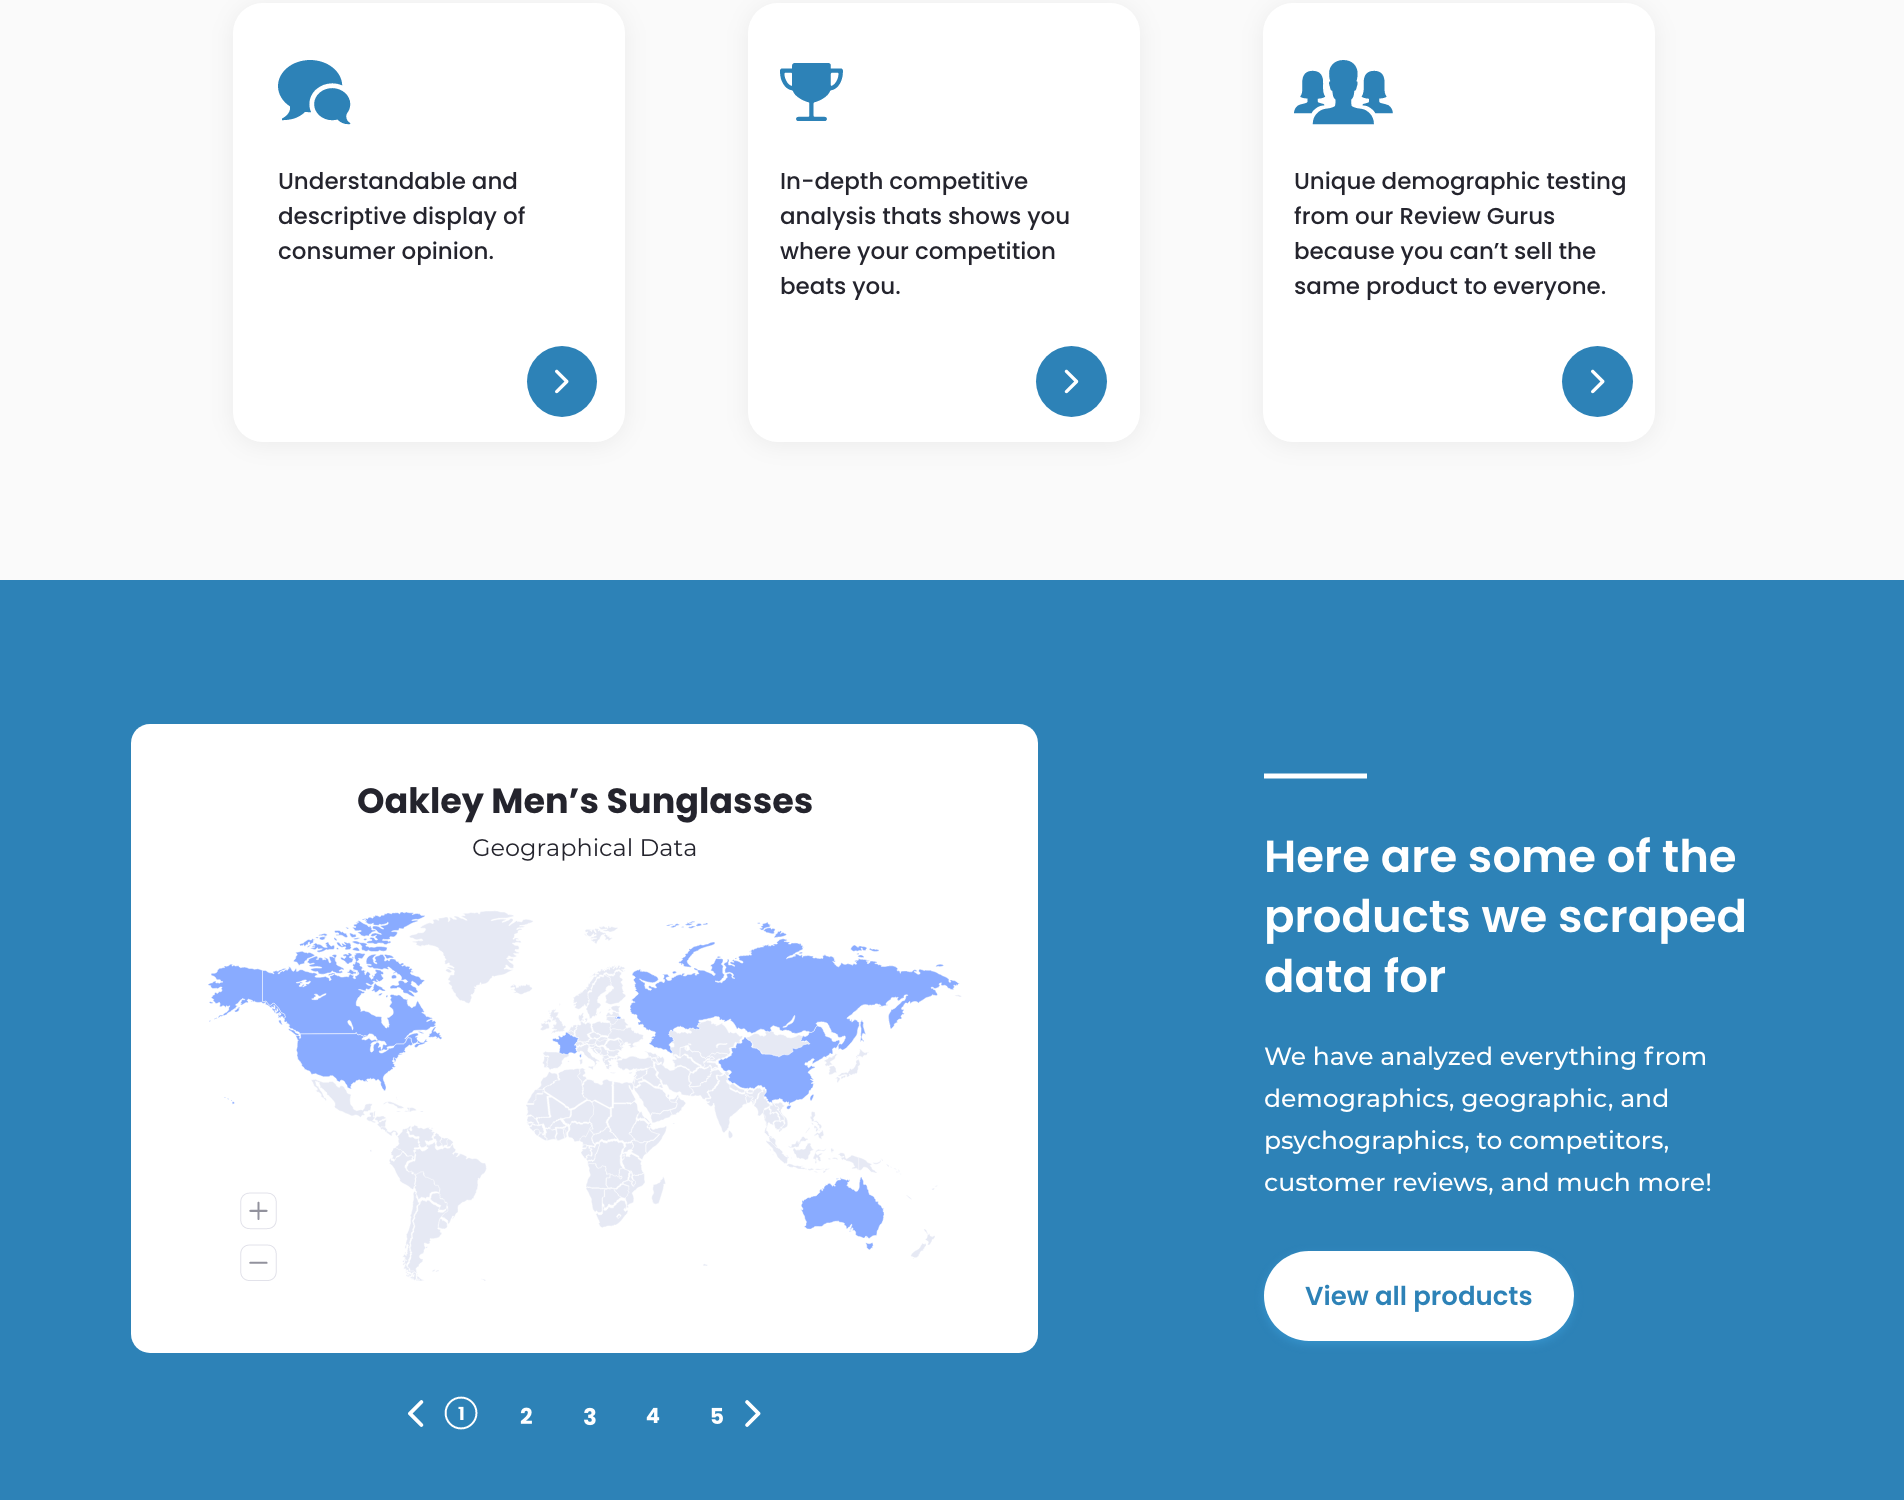 Understandable and
descriptive display of
consumer opinion.
In-depth competitive
analysis thats shows you
where your competition
beats you.
Unique demographic testing
from our Review Gurus
because you can’t sell the
same product to everyone.
Oakley Men’s Sunglasses
Geographical Data
1 2 3 4 5
Here are some of the
products we scraped
data for
We have analyzed everything from
demographics, geographic, and
psychographics, to competitors,
customer reviews, and much more!
View all products